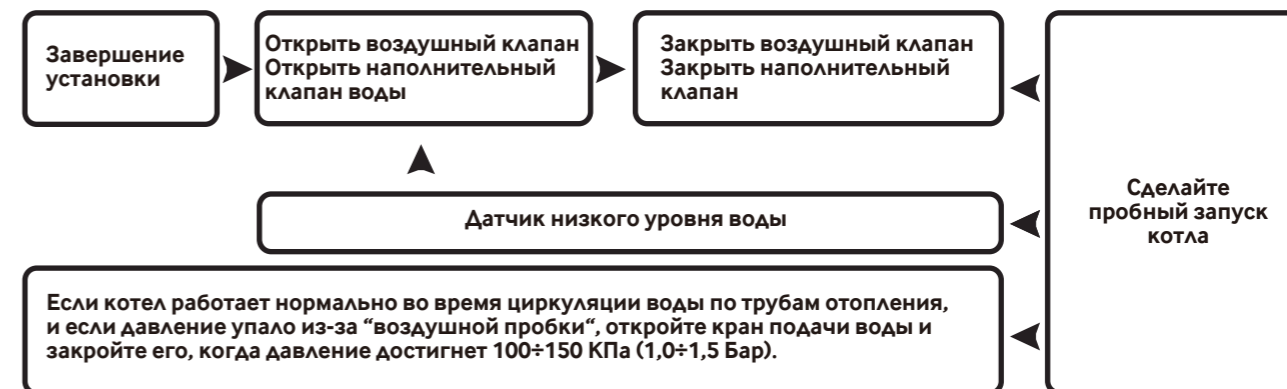 Завершение
установки
Открыть воздушный клапан
Открыть наполнительный
клапан воды
Закрыть воздушный клапан
Закрыть наполнительный
клапан
Сделайте
пробный запуск
котла
Датчик низкого уровня воды
Если котел работает нормально во время циркуляции воды по трубам отопления,
и если давление упало из-за “воздушной пробки“, откройте кран подачи воды и
закройте его, когда давление достигнет 100÷150 КПа (1,0÷1,5 Бар).